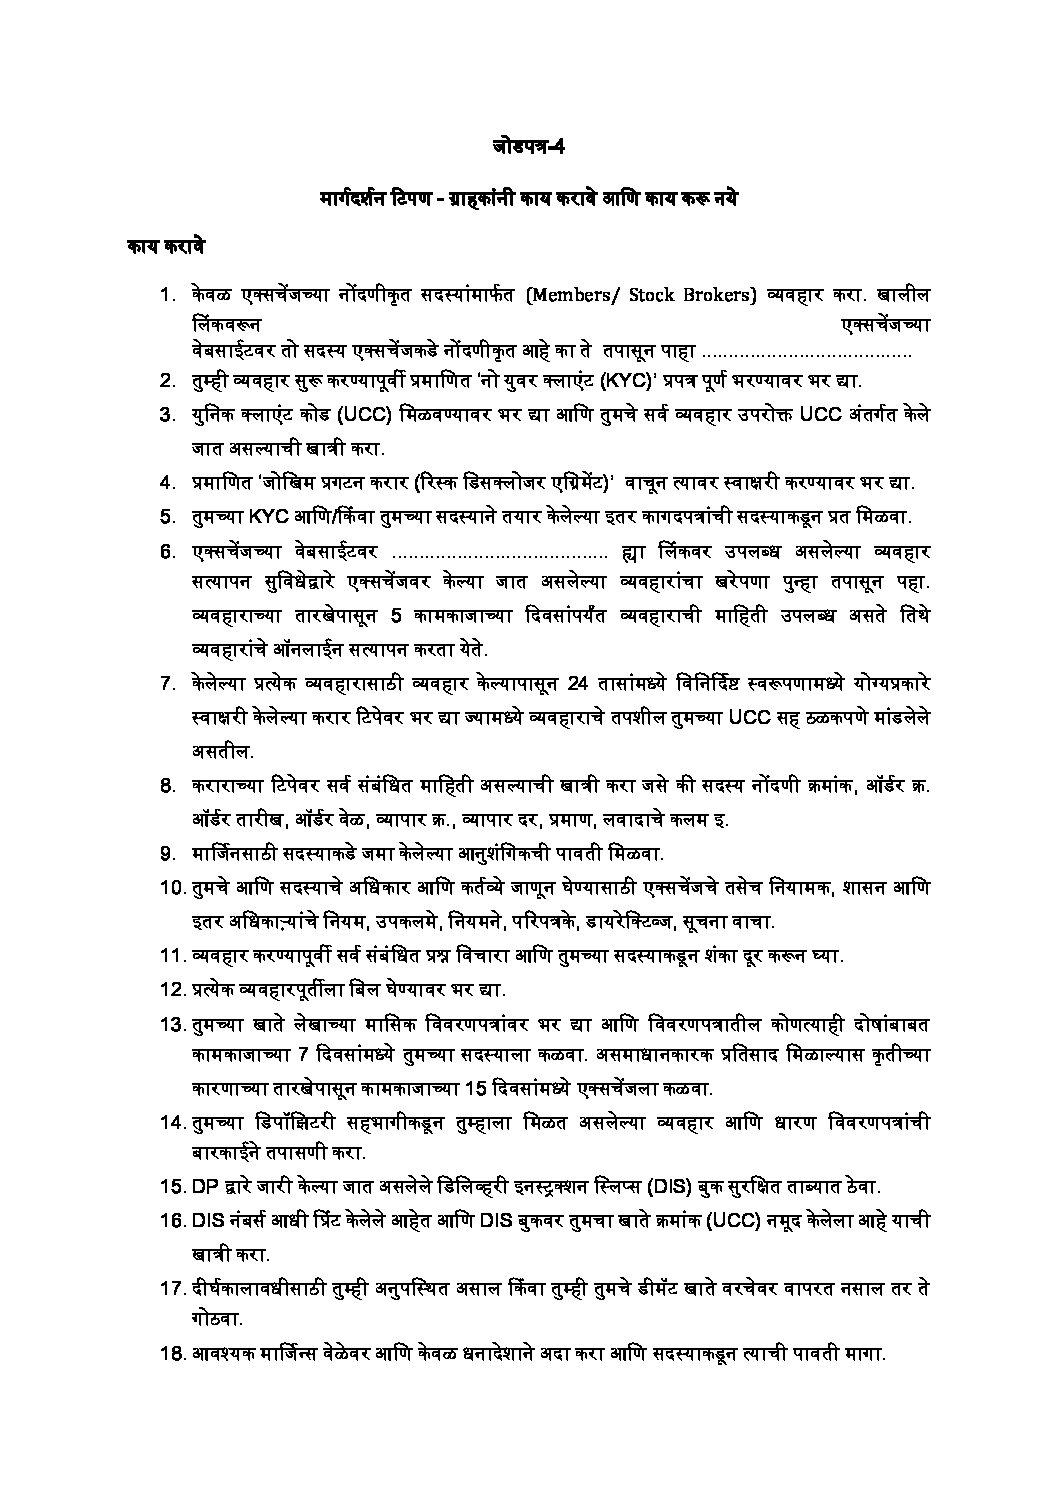 जोडपत्र-4
मार्गदर्शन टिपण - ग्राहकांनी काय करावे आणि काय करू नये
काय करावे
1. केवळ एक्सचेंजच्या नोंदणीकृत सदस्यांमार्फत (Members/ Stock Brokers) व्यवहार करा. खालील
लिंकवरून एक्सचेंजच्या
वेबसाईटवर तो सदस्य एक्सचेंजकडे नोंदणीकृत आहे का ते तपासून पाहा .......................................
2. तुम्ही व्यवहार सुरू करण्यापूर्वी प्रमाणित 'नो युवर क्लाएंट (KYC)' प्रपत्र पूर्ण भरण्यावर भर द्या.
3. युनिक क्लाएंट कोड (UCC) मिळवण्यावर भर द्या आणि तुमचे सर्व व्यवहार उपरोक्त UCC अंतर्गत केले
जात असल्याची खात्री करा.
4. प्रमाणित 'जोखिम प्रगटन करार (रिस्क डिसक्लोजर एग्रिमेंट)' वाचून त्यावर स्वाक्षरी करण्यावर भर द्या.
5. तुमच्या KYC आणि/किंवा तुमच्या सदस्याने तयार केलेल्या इतर कागदपत्रांची सदस्याकडून प्रत मिळवा.
6. एक्सचेंजच्या वेबसाईटवर ........................................ ह्या लिंकवर उपलब्ध असलेल्या व्यवहार
सत्यापन सुविधेद्वारे एक्सचेंजवर केल्या जात असलेल्या व्यवहारांचा खरेपणा पुन्हा तपासून पहा.
व्यवहाराच्या तारखेपासून 5 कामकाजाच्या दिवसांपर्यंत व्यवहाराची माहिती उपलब्ध असते तिथे
व्यवहारांचे ऑनलाईन सत्यापन करता येते.
7. केलेल्या प्रत्येक व्यवहारासाठी व्यवहार केल्यापासून 24 तासांमध्ये विनिर्दिष्ट स्वरूपणामध्ये योग्यप्रकारे
स्वाक्षरी केलेल्या करार टिपेवर भर द्या ज्यामध्ये व्यवहाराचे तपशील तुमच्या UCC सह ठळकपणे मांडलेले
असतील.
8. कराराच्या टिपेवर सर्व संबंधित माहिती असल्याची खात्री करा जसे की सदस्य नोंदणी क्रमांक, ऑर्डर क्र.
ऑर्डर तारीख, ऑर्डर वेळ, व्यापार क्र., व्यापार दर, प्रमाण, लवादाचे कलम इ.
9. मार्जिनसाठी सदस्याकडे जमा केलेल्या आनुशंगिकची पावती मिळवा.
10. तुमचे आणि सदस्याचे अधिकार आणि कर्तव्ये जाणून घेण्यासाठी एक्सचेंजचे तसेच नियामक, शासन आणि
इतर अधिकाऱ्यांचे नियम, उपकलमे, नियमने, परिपत्रके, डायरेक्टिव्ज, सूचना वाचा.
11. व्यवहार करण्यापूर्वी सर्व संबंधित प्रश्न विचारा आणि तुमच्या सदस्याकडून शंका दूर करून घ्या.
12. प्रत्येक व्यवहारपूर्तीला बिल घेण्यावर भर द्या.
13. तुमच्या खाते लेखाच्या मासिक विवरणपत्रांवर भर द्या आणि विवरणपत्रातील कोणत्याही दोषांबाबत
कामकाजाच्या 7 दिवसांमध्ये तुमच्या सदस्याला कळवा. असमाधानकारक प्रतिसाद मिळाल्यास कृतीच्या
कारणाच्या तारखेपासून कामकाजाच्या 15 दिवसांमध्ये एक्सचेंजला कळवा.
14. तुमच्या डिपॉझिटरी सहभागीकडून तुम्हाला मिळत असलेल्या व्यवहार आणि धारण विवरणपत्रांची
बारकाईने तपासणी करा.
15. DP द्वारे जारी केल्या जात असलेले डिलिव्हरी इनस्ट्रक्शन स्लिप्स (DIS) बुक सुरक्षित ताब्यात ठेवा.
16. DIS नंबर्स आधी प्रिंट केलेले आहेत आणि DIS बुकवर तुमचा खाते क्रमांक (UCC) नमूद केलेला आहे याची
खात्री करा.
17. दीर्घकालावधीसाठी तुम्ही अनुपस्थित असाल किंवा तुम्ही तुमचे डीमॅट खाते वरचेवर वापरत नसाल तर ते
गोठवा.
18. आवश्यक मार्जिन्स वेळेवर आणि केवळ धनादेशाने अदा करा आणि सदस्याकडून त्याची पावती मागा.